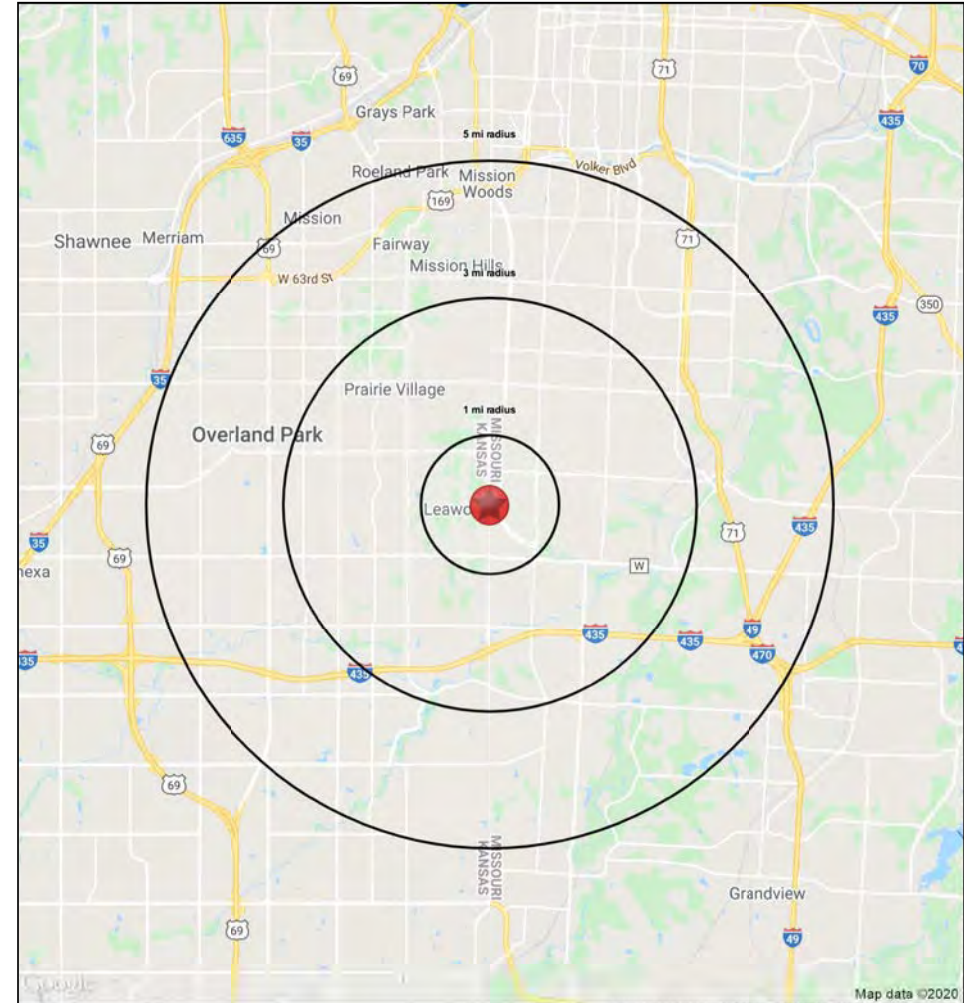 69
71
70
435
Grays Park
635
35
5 mi radius
Volker Blvd
Roeland Park
Mission
Woods
169
Mission
Shawnee
Merriam
69
Fairway
71
Mission Hills
3 mi radius
W 63rd St
350
435
35
Prairie Village
1 mi radius
MISSOURI
KANSAS
Overland Park
69
Leawo
435
71
35
69
nexa
W
49
435
435
435
470
435
69
MISSOURI
KANSAS
Grandview
69
49
Google
Map data ©2020